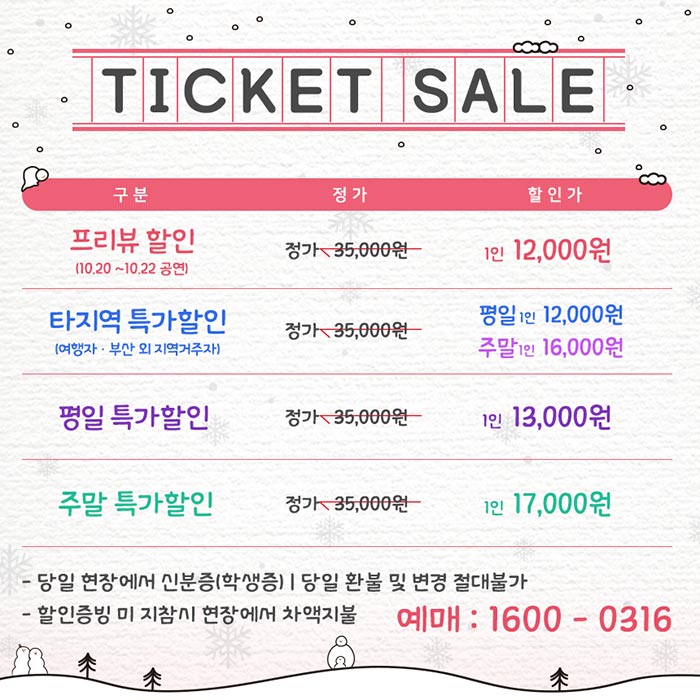 TICKET SALE
구분 정가 할인가
프리뷰 할인 정가 35,000원 1인 12,000원
(10.20 ~10.22 공연)
타지역 특가할인 정가 35,000원 평일1인 12,000원
(여행자 · 부산 외 지역거주자) 주말1인 16,000원
평일 특가할인 정가 35,000원 1인 13,000원
주말 특가할인 정가 35,000원 1인 17,000원
- 당일 현장에서 신분증(학생증) | 당일 환불 및 변경 절대불가
- 할인증빙 미 지참시 현장에서 차액지불 예매 : 1600 - 0316